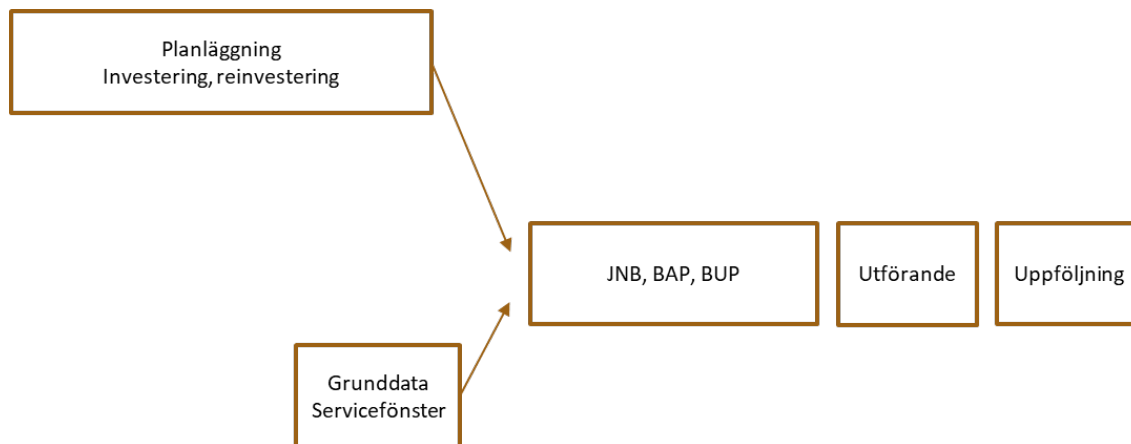 Planläggning
Investering, reinvestering
JNB, BAP, BUP
Utförande
Uppföljning
Grunddata
Servicefönster